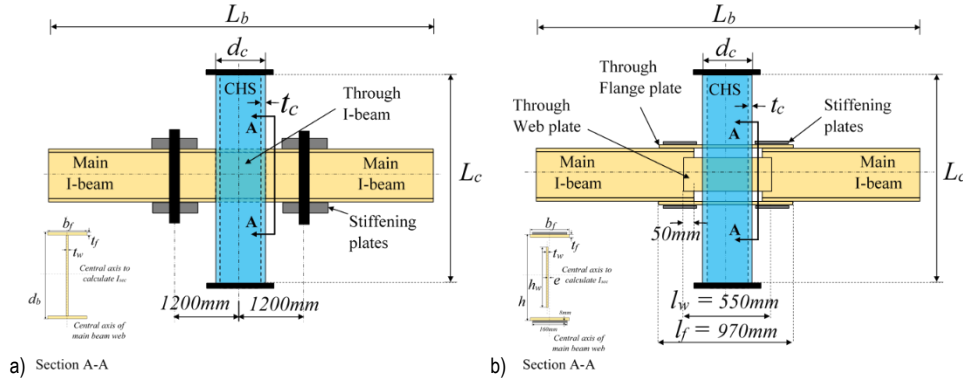 L_b
d_c
CHS
t_c
Through
I-beam
A
Main
I-beam
Main
I-beam
L_c
A
Stiffening
plates
b_f
t_f
t_w
Central axis to
calculate I_sec
d_b
Central axis of
main beam web
1200mm
1200mm
a) Section A-A
L_b
d_c
Through
Flange plate
CHS
t_c
Stiffening
plates
Through
Web plate
A
Main
I-beam
Main
I-beam
L_c
A
50mm
b_f
t_f
t_w
Central axis to
calculate I_sec
h_w
e
h
8mm
160mm
Central axis of
main beam web
l_w = 550mm
l_f = 970mm
b) Section A-A